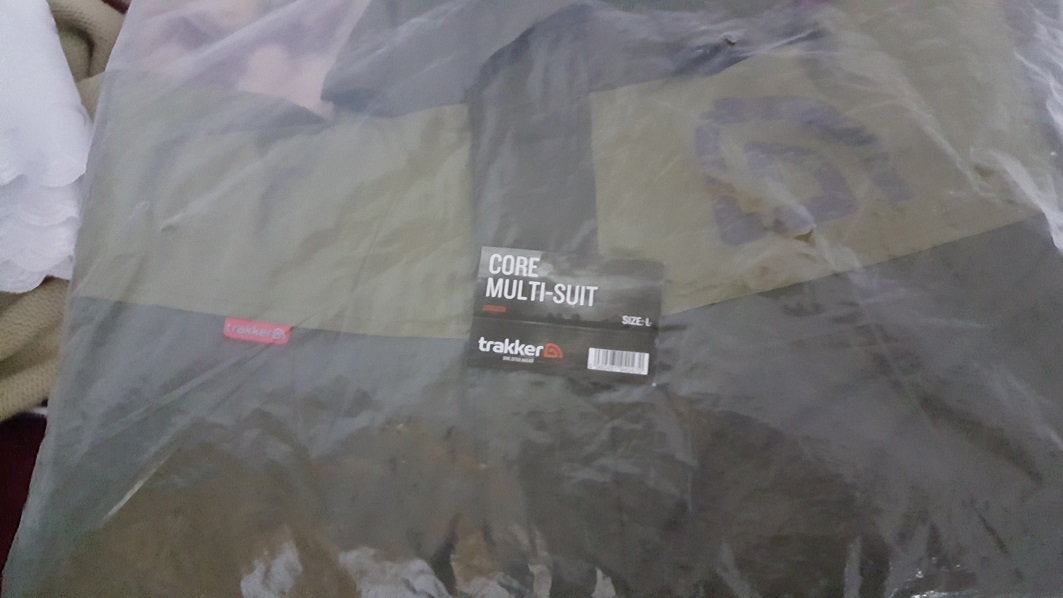 CORE
MULTI-SUIT
SIZE: L
trakker
trakker